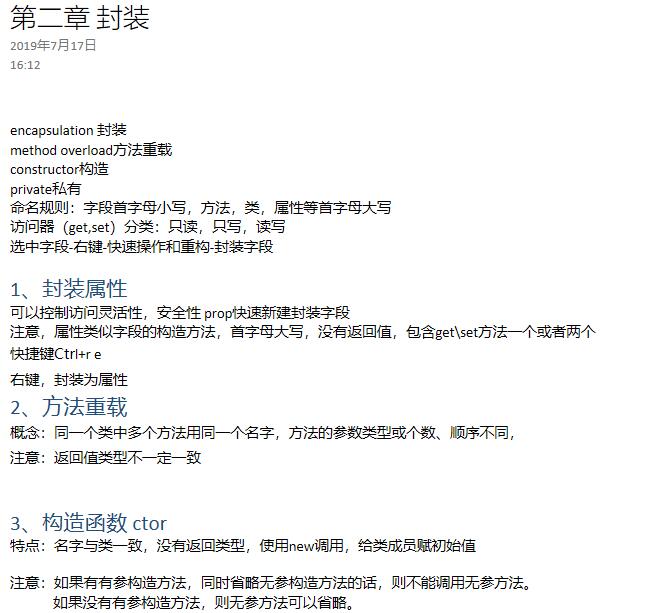 第二章 封装
2019年7月17日
16:12
encapsulation 封装
method overload方法重载
constructor构造
private私有
命名规则：字段首字母小写，方法，类，属性等首字母大写
访问器（get,set）分类：只读，只写，读写
选中字段-右键-快速操作和重构-封装字段
1、封装属性
可以控制访问灵活性，安全性 prop快速新建封装字段
注意，属性类似字段的构造方法，首字母大写，没有返回值，包含get\set方法一个或者两个
快捷键Ctrl+r e
右键，封装为属性
2、方法重载
概念：同一个类中多个方法用同一个名字，方法的参数类型或个数、顺序不同，
注意：返回值类型不一定一致
3、构造函数 ctor
特点：名字与类一致，没有返回类型，使用new调用，给类成员赋初始值
注意：如果有有参构造方法，同时省略无参构造方法的话，则不能调用无参方法。
如果没有有参构造方法，则无参方法可以省略。